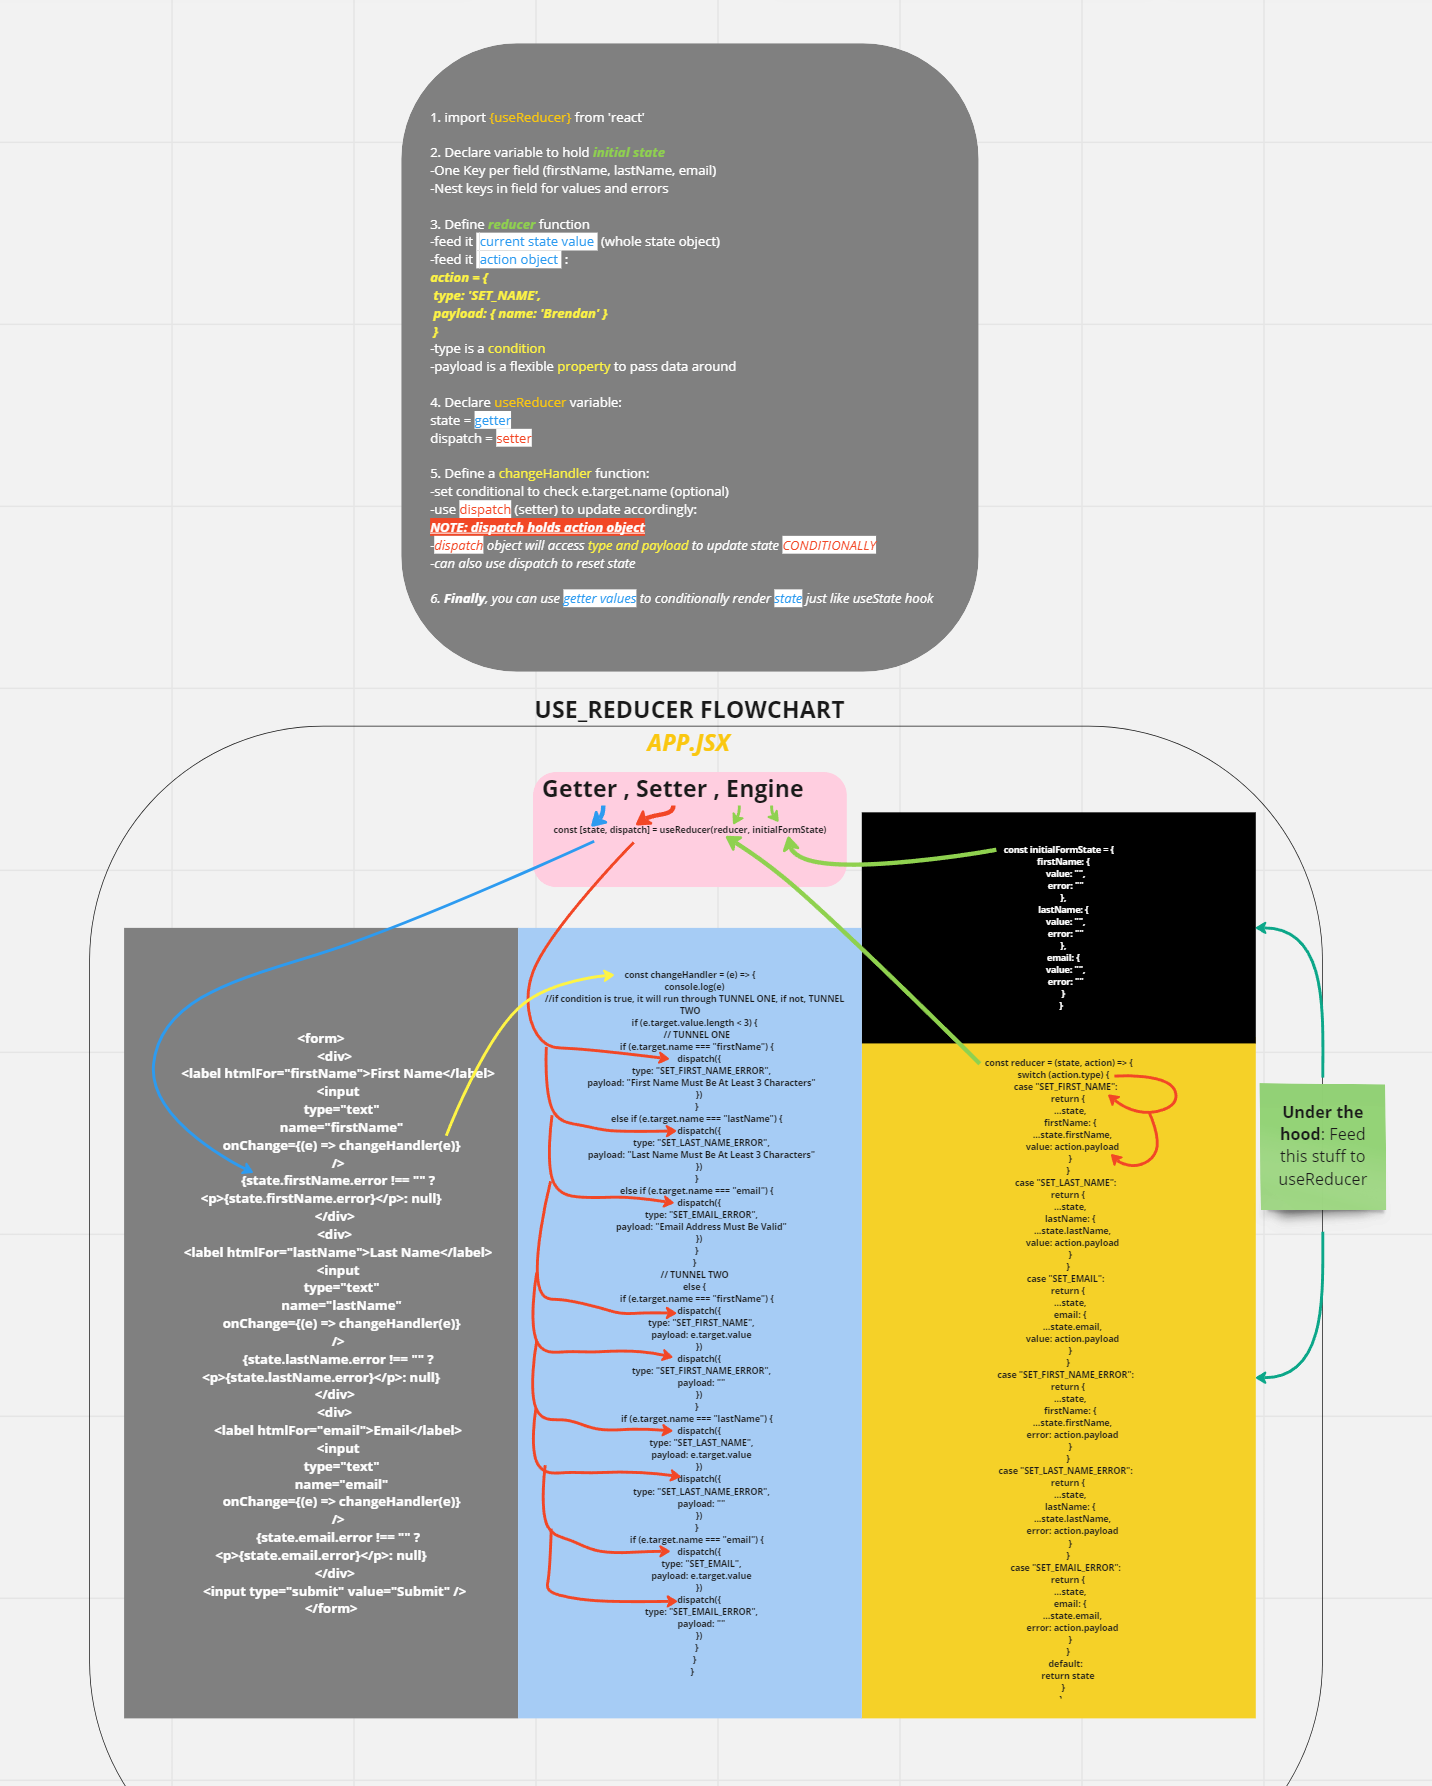 1. import {useReducer} from 'react'
2. Declare variable to hold initial state
-One Key per field (firstName, lastName, email)
-Nest keys in field for values and errors
3. Define reducer function
-feed it current state value (whole state object)
-feed it action object :
action = {
type: 'SET_NAME',
payload: { name: 'Brendan' }
}
-type is a condition
-payload is a flexible property to pass data around
4. Declare useReducer variable:
state = getter
dispatch = setter
5. Define a changeHandler function:
-set conditional to check e.target.name (optional)
-use dispatch (setter) to update accordingly:
NOTE: dispatch holds action object
-dispatch object will access type and payload to update state CONDITIONALLY
-can also use dispatch to reset state
6. Finally, you can use getter values to conditionally render state just like useState hook
USE_REDUCER FLOWCHART
APP.JSX
Getter , Setter , Engine
const [state, dispatch] = useReducer(reducer, initialFormState)
<form>
<div>
<label htmlFor="firstName">First Name</label>
<input
type="text"
name="firstName"
onChange={(e) => changeHandler(e)}
/>
{state.firstName.error !== "" ?
<p>{state.firstName.error}</p>: null}
</div>
<div>
<label htmlFor="lastName">Last Name</label>
<input
type="text"
name="lastName"
onChange={(e) => changeHandler(e)}
/>
{state.lastName.error !== "" ?
<p>{state.lastName.error}</p>: null}
</div>
<div>
<label htmlFor="email">Email</label>
<input
type="text"
name="email"
onChange={(e) => changeHandler(e)}
/>
{state.email.error !== "" ?
<p>{state.email.error}</p>: null}
</div>
<input type="submit" value="Submit" />
</form>
const changeHandler = (e) => {
console.log(e)
//if condition is true, it will run through TUNNEL ONE, if not, TUNNEL
TWO
if (e.target.value.length < 3) {
// TUNNEL ONE
if (e.target.name === "firstName") {
dispatch({
type: "SET_FIRST_NAME_ERROR",
payload: "First Name Must Be At Least 3 Characters"
})
}
else if (e.target.name === "lastName") {
dispatch({
type: "SET_LAST_NAME_ERROR",
payload: "Last Name Must Be At Least 3 Characters"
})
}
else if (e.target.name === "email") {
dispatch({
type: "SET_EMAIL_ERROR",
payload: "Email Address Must Be Valid"
})
}
}
// TUNNEL TWO
else {
if (e.target.name === "firstName") {
dispatch({
type: "SET_FIRST_NAME",
payload: e.target.value
})
dispatch({
type: "SET_FIRST_NAME_ERROR",
payload: ""
})
}
if (e.target.name === "lastName") {
dispatch({
type: "SET_LAST_NAME",
payload: e.target.value
})
dispatch({
type: "SET_LAST_NAME_ERROR",
payload: ""
})
}
if (e.target.name === "email") {
dispatch({
type: "SET_EMAIL",
payload: e.target.value
})
dispatch({
type: "SET_EMAIL_ERROR",
payload: ""
})
}
}
}
const initialFormState = {
firstName: {
value: "",
error: ""
},
lastName: {
value: "",
error: ""
},
email: {
value: "",
error: ""
}
}
const reducer = (state, action) => {
switch (action.type) {
case "SET_FIRST_NAME":
return {
...state,
firstName: {
...state.firstName,
value: action.payload
}
}
case "SET_LAST_NAME":
return {
...state,
lastName: {
...state.lastName,
value: action.payload
}
}
case "SET_EMAIL":
return {
...state,
email: {
...state.email,
value: action.payload
}
}
case "SET_FIRST_NAME_ERROR":
return {
...state,
firstName: {
...state.firstName,
error: action.payload
}
}
case "SET_LAST_NAME_ERROR":
return {
...state,
lastName: {
...state.lastName,
error: action.payload
}
}
case "SET_EMAIL_ERROR":
return {
...state,
email: {
...state.email,
error: action.payload
}
}
default:
return state
}
Under the
hood: Feed
this stuff to
useReducer